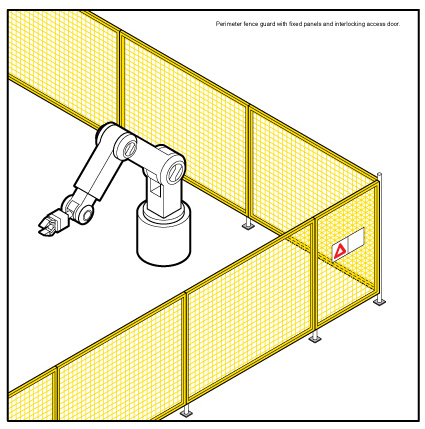 Perimeter fence guard with fixed panels and interlocking access door.